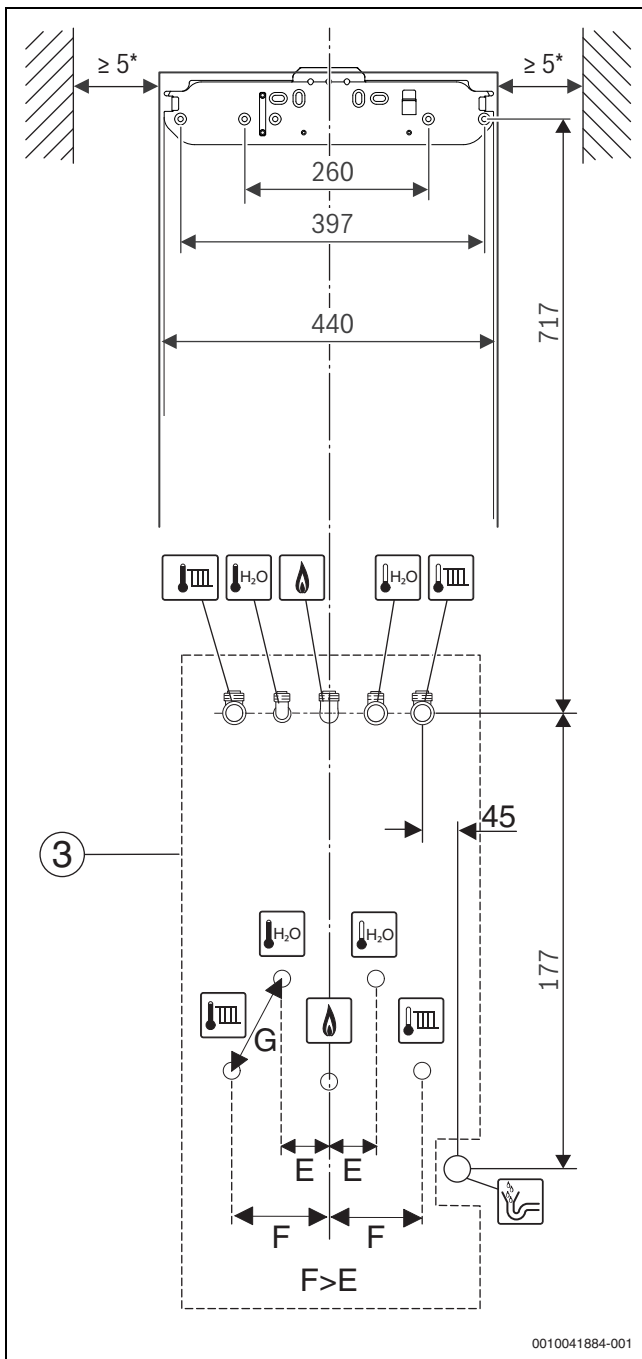 ≥ 5*
≥ 5*
260
397
440
717
H₂O
H₂O
45
3
177
H₂O
H₂O
G
E
E
F
F
F>E
0010041884-001